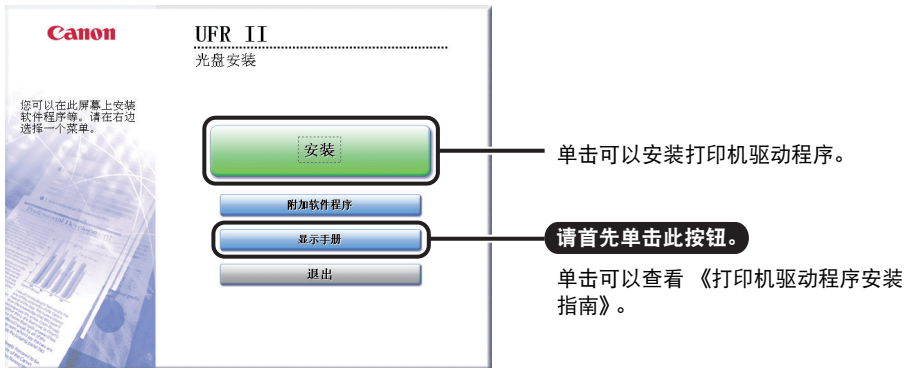 Canon
UFR II
光盘安装
您可以在此屏幕上安装
软件程序等。请在右边
选择一个菜单。
安装
单击可以安装打印机驱动程序。
附加软件程序
显示手册
请首先单击此按钮。
退出
单击可以查看 《打印机驱动程序安装
指南》。